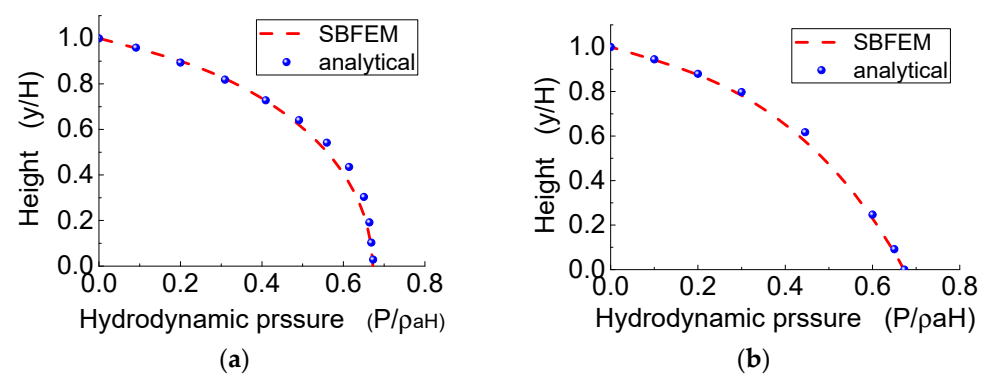 SBFEM
analytical
1.0
0.8
0.6
0.4
0.2
0.0
Height (y/H)
0.0 0.2 0.4 0.6 0.8
Hydrodynamic prssure (P/ρaH)
(a)
SBFEM
analytical
1.0
0.8
0.6
0.4
0.2
0.0
Height (y/H)
0.0 0.2 0.4 0.6 0.8
Hydrodynamic prssure (P/ρaH)
(b)